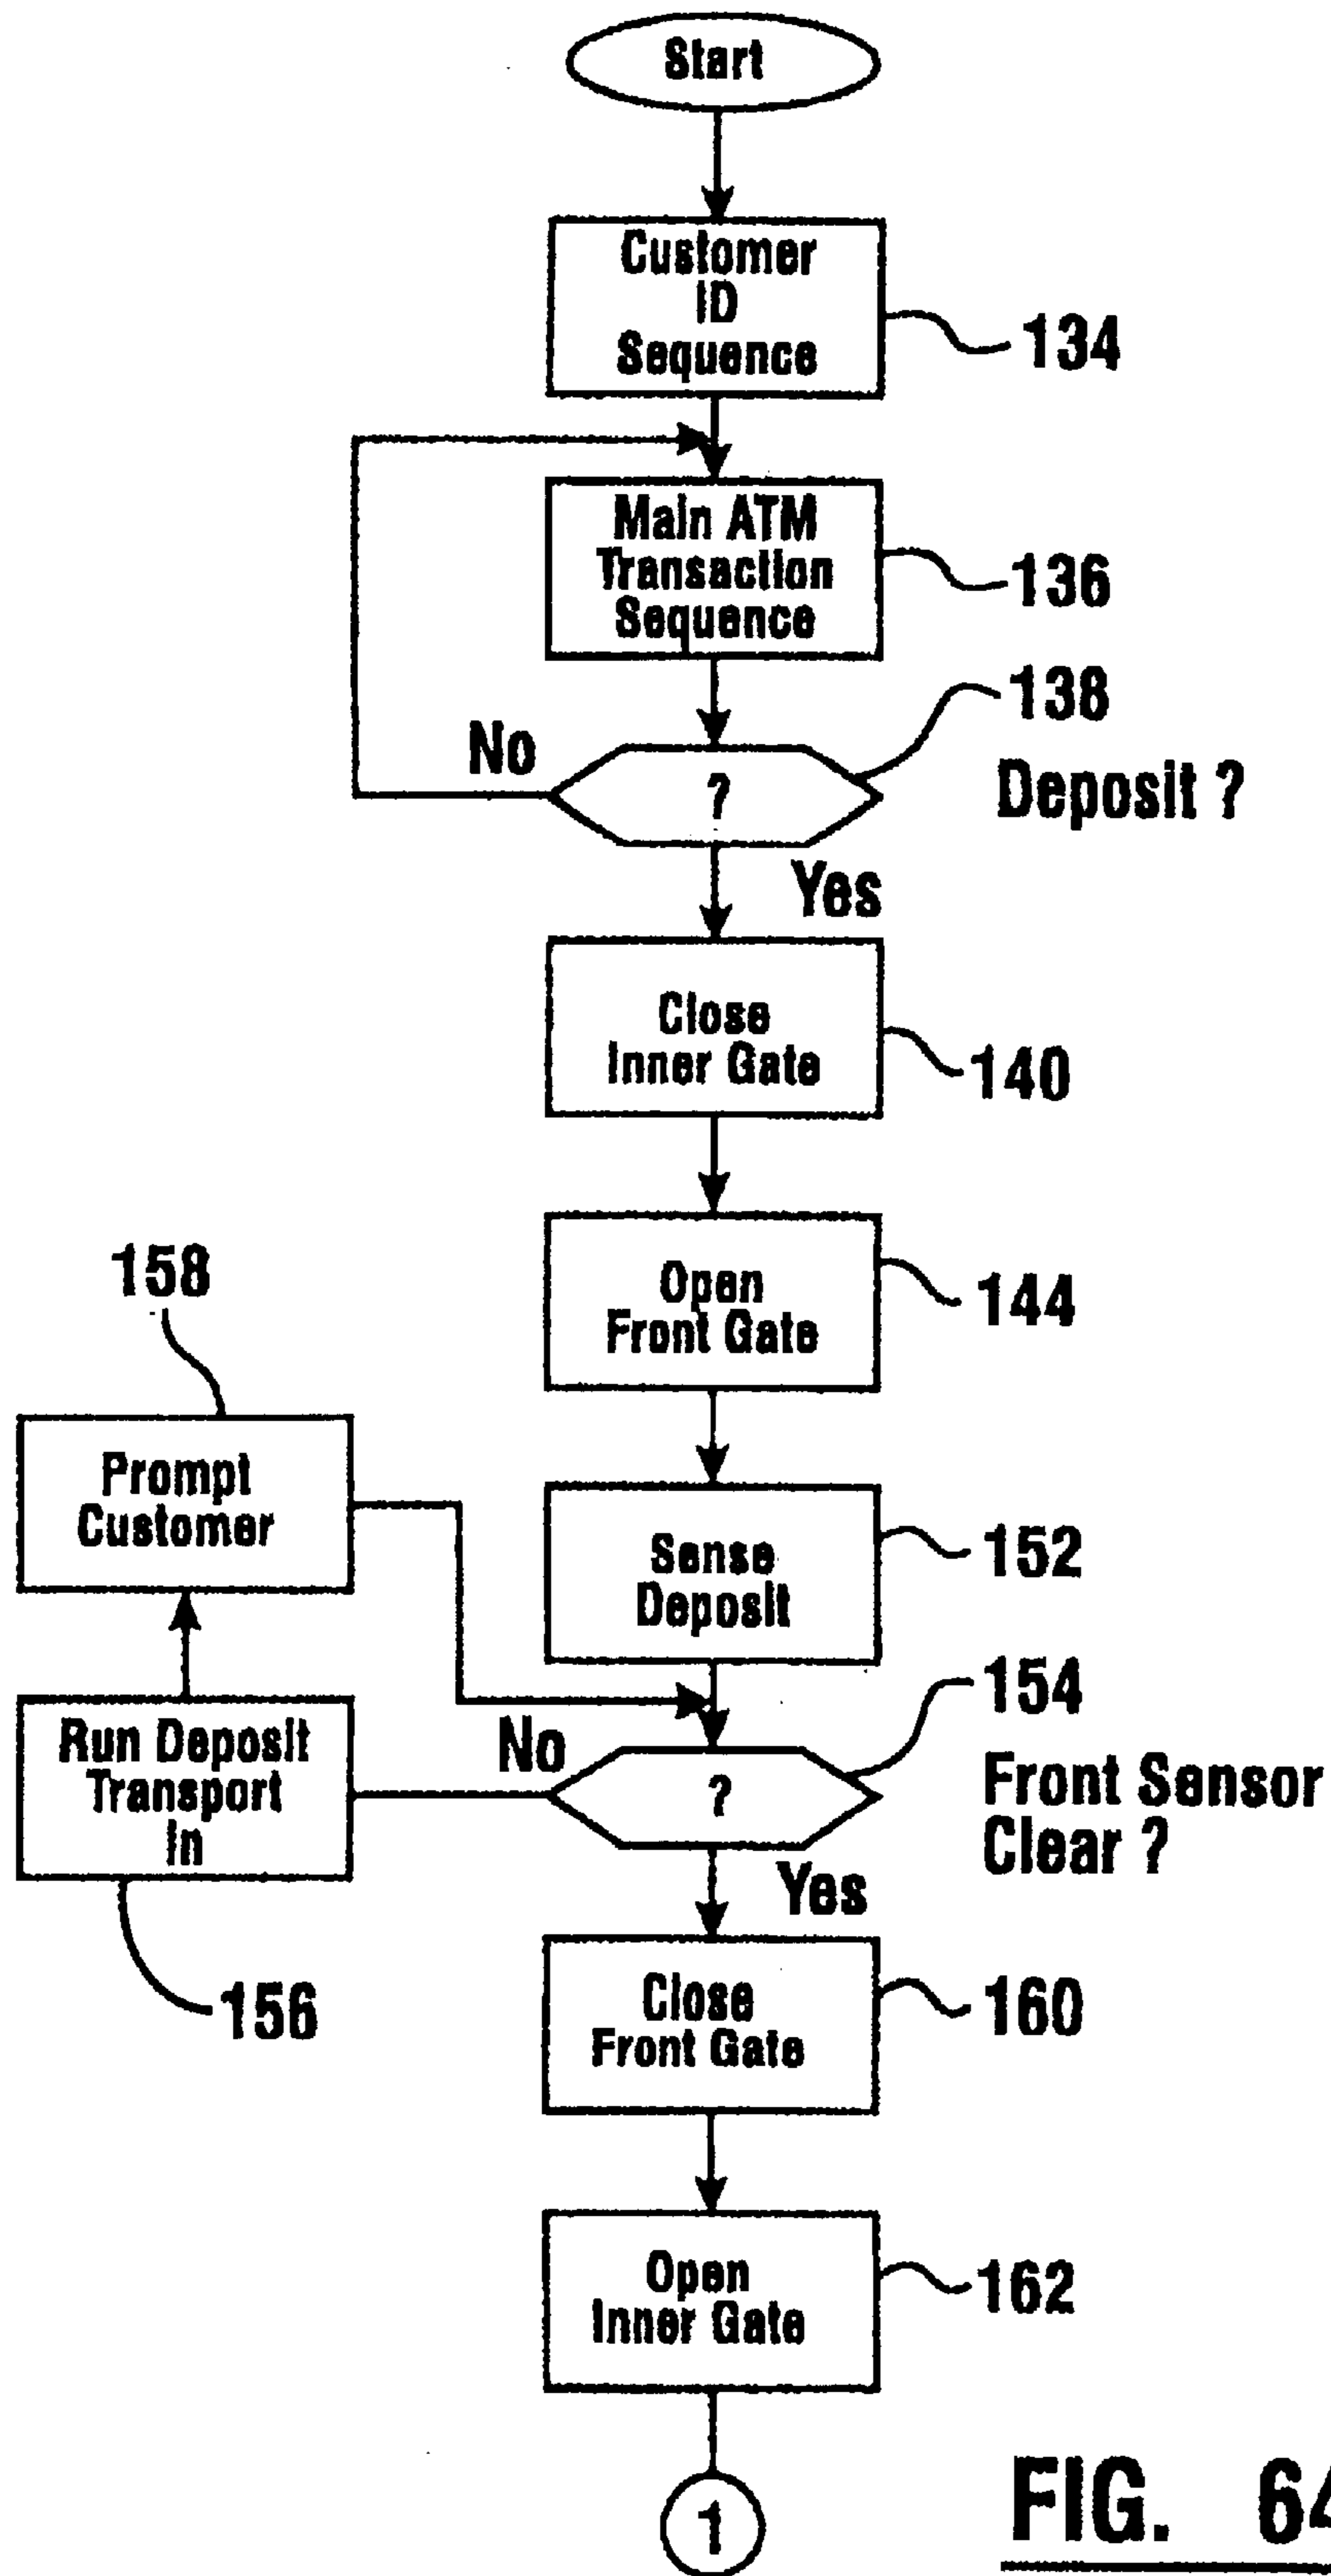 Start
Customer
ID
Sequence
134
Main ATM
Transaction
Sequence
136
138
No
?
Deposit ?
Yes
Close
Inner Gate
140
Open
Front Gate
144
158
Prompt
Customer
Sense
Deposit
152
154
Run Deposit
Transport
In
No
?
Front Sensor
Clear ?
Yes
156
Close
Front Gate
160
Open
Inner Gate
162
1
FIG. 64